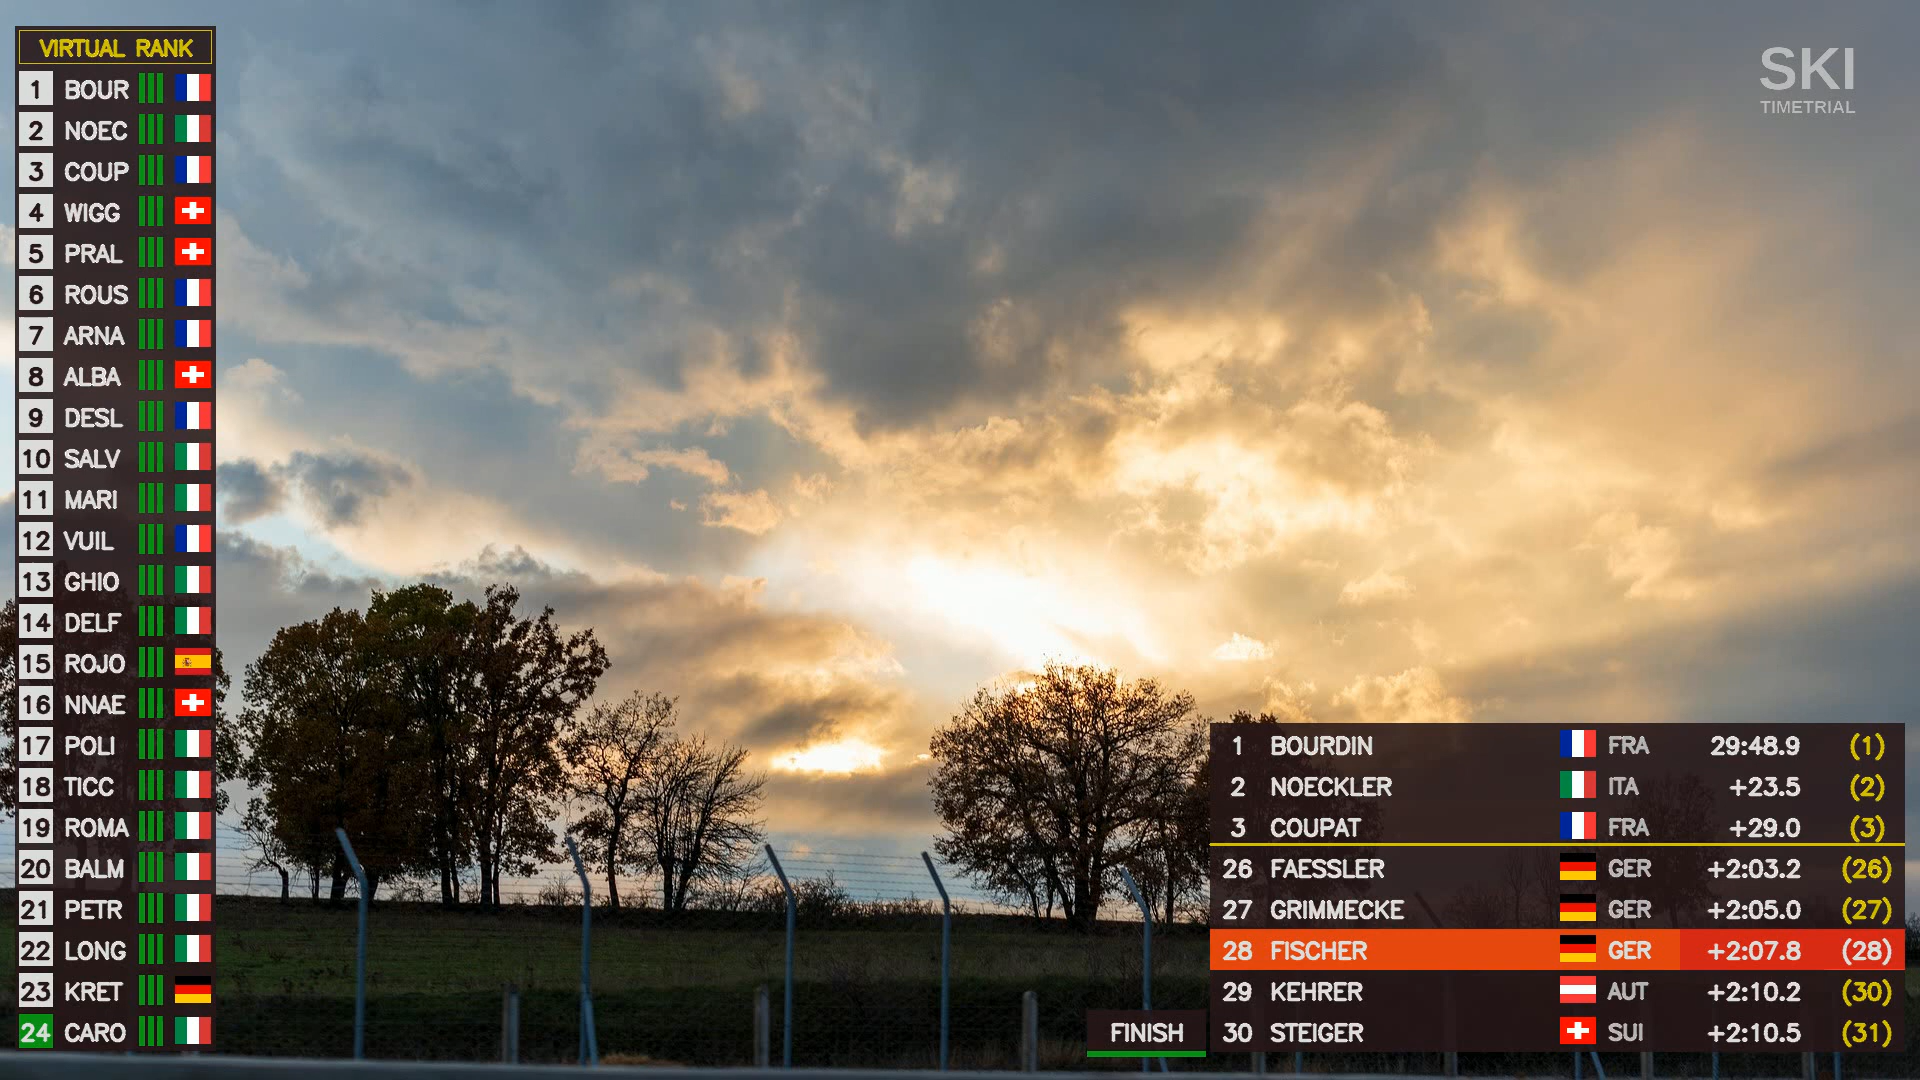 VIRTUAL RANK
1 BOUR
2 NOEC
3 COUP
4 WIGG
5 PRAL
6 ROUS
7 ARNA
8 ALBA
9 DESL
10 SALV
11 MARI
12 VUIL
13 GHIO
14 DELF
15 ROJO
16 NNAE
17 POLI
18 TICC
19 ROMA
20 BALM
21 PETR
22 LONG
23 KRET
24 CARO
SKI
TIMETRIAL
1 BOURDIN FRA 29:48.9 (1)
2 NOECKLER ITA +23.5 (2)
3 COUPAT FRA +29.0 (3)
26 FAESSLER GER +2:03.2 (26)
27 GRIMMECKE GER +2:05.0 (27)
28 FISCHER GER +2:07.8 (28)
29 KEHRER AUT +2:10.2 (30)
30 STEIGER SUI +2:10.5 (31)
FINISH